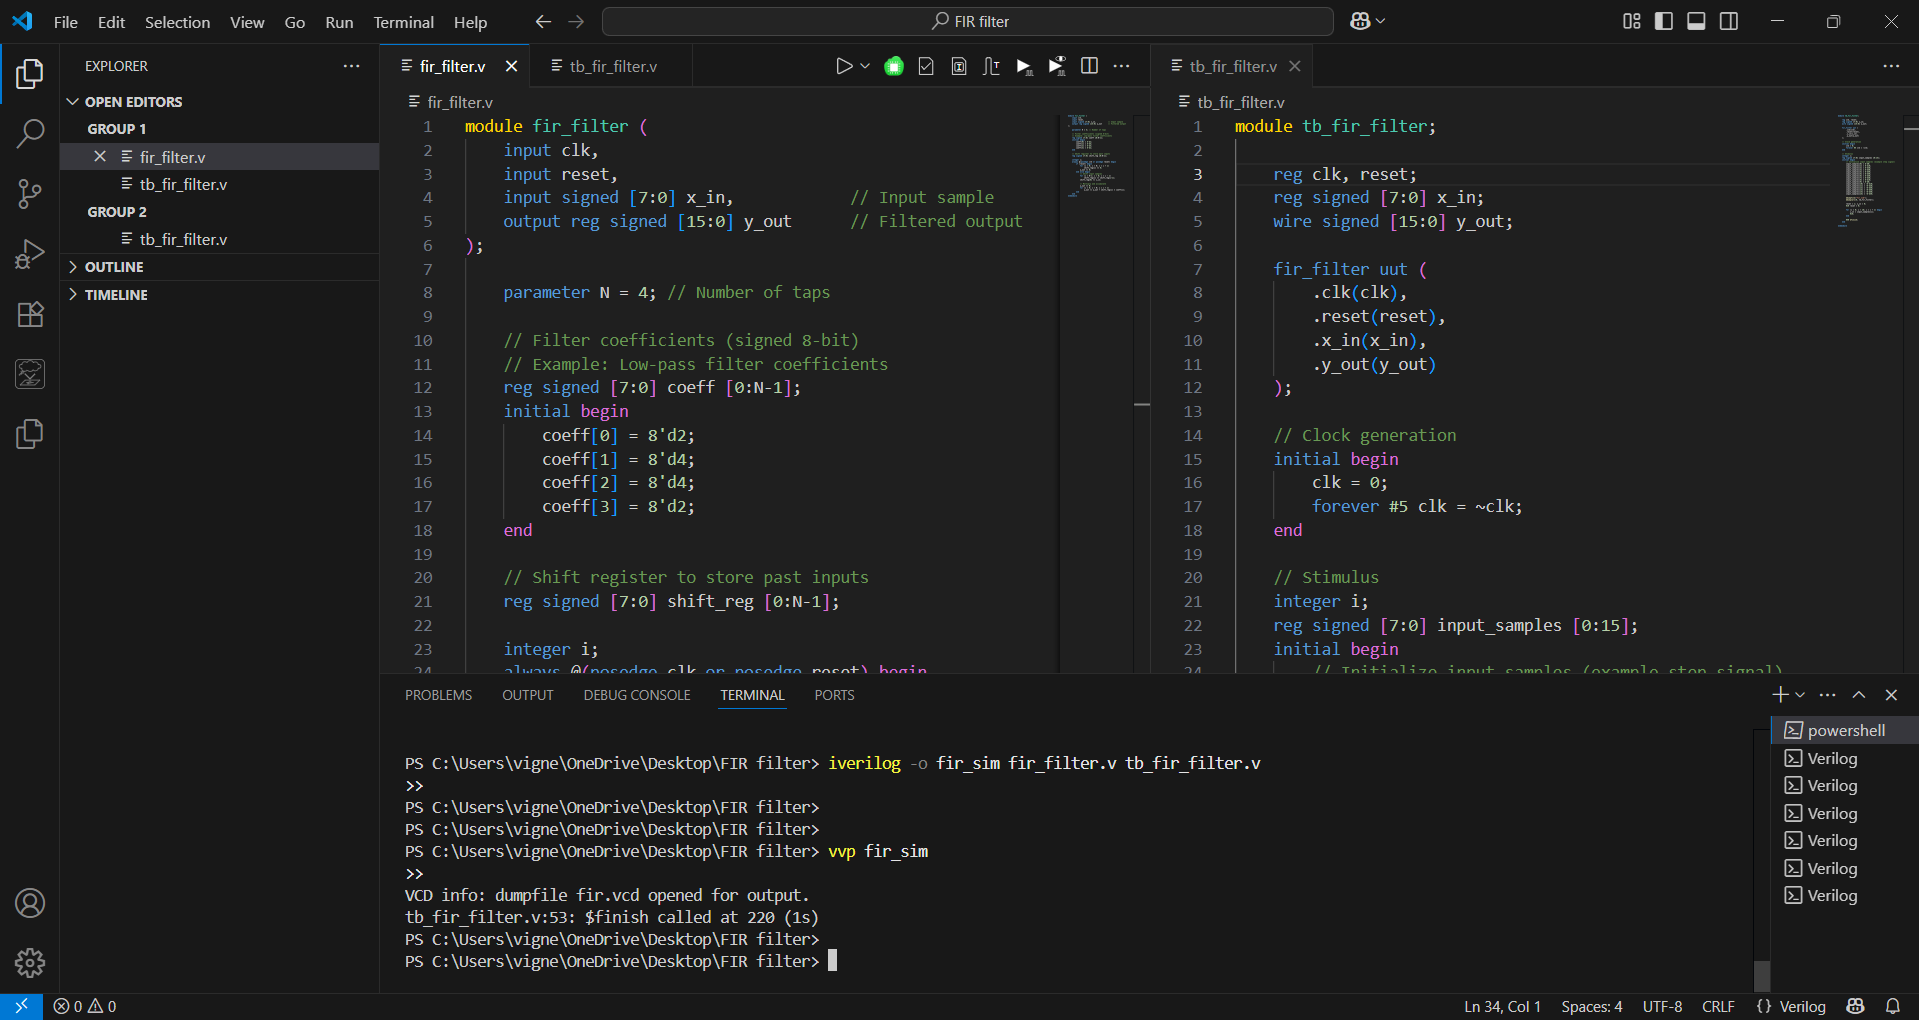 File Edit Selection View Go Run Terminal Help
FIR filter
EXPLORER
OPEN EDITORS
GROUP 1
fir_filter.v
tb_fir_filter.v
GROUP 2
tb_fir_filter.v
OUTLINE
TIMELINE
fir_filter.v
tb_fir_filter.v
fir_filter.v
1 module fir_filter (
2 input clk,
3 input reset,
4 input signed [7:0] x_in, // Input sample
5 output reg signed [15:0] y_out // Filtered output
6 );
7
8 parameter N = 4; // Number of taps
9
10 // Filter coefficients (signed 8-bit)
11 // Example: Low-pass filter coefficients
12 reg signed [7:0] coeff [0:N-1];
13 initial begin
14 coeff[0] = 8'd2;
15 coeff[1] = 8'd4;
16 coeff[2] = 8'd4;
17 coeff[3] = 8'd2;
18 end
19
20 // Shift register to store past inputs
21 reg signed [7:0] shift_reg [0:N-1];
22
23 integer i;
24 always @(posedge clk or posedge reset) begin
tb_fir_filter.v
tb_fir_filter.v
1 module tb_fir_filter;
2
3 reg clk, reset;
4 reg signed [7:0] x_in;
5 wire signed [15:0] y_out;
6
7 fir_filter uut (
8 .clk(clk),
9 .reset(reset),
10 .x_in(x_in),
11 .y_out(y_out)
12 );
13
14 // Clock generation
15 initial begin
16 clk = 0;
17 forever #5 clk = ~clk;
18 end
19
20 // Stimulus
21 integer i;
22 reg signed [7:0] input_samples [0:15];
23 initial begin
24 // Initialize input samples (example step signal)
PROBLEMS OUTPUT DEBUG CONSOLE TERMINAL PORTS
PS C:\Users\vigne\OneDrive\Desktop\FIR filter> iverilog -o fir_sim fir_filter.v tb_fir_filter.v
>>
PS C:\Users\vigne\OneDrive\Desktop\FIR filter>
PS C:\Users\vigne\OneDrive\Desktop\FIR filter>
PS C:\Users\vigne\OneDrive\Desktop\FIR filter> vvp fir_sim
>>
VCD info: dumpfile fir.vcd opened for output.
tb_fir_filter.v:53: $finish called at 220 (1s)
PS C:\Users\vigne\OneDrive\Desktop\FIR filter>
PS C:\Users\vigne\OneDrive\Desktop\FIR filter>
powershell
Verilog
Verilog
Verilog
Verilog
Verilog
Verilog
0 0
Ln 34, Col 1 Spaces: 4 UTF-8 CRLF {} Verilog